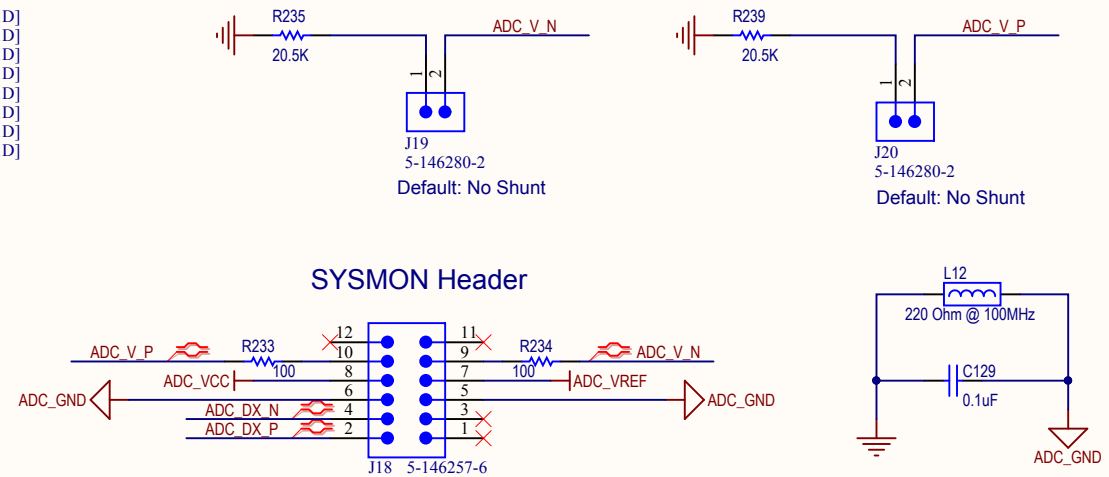 D]
D]
D]
D]
D]
D]
D]
D]
R235
20.5K
ADC_V_N
1
2
J19
5-146280-2
Default: No Shunt
R239
20.5K
ADC_V_P
1
2
J20
5-146280-2
Default: No Shunt
SYSMON Header
12
11
ADC_V_P
R233
100
10
9
R234
100
ADC_V_N
ADC_VCC
8
7
ADC_VREF
ADC_GND
6
5
ADC_GND
ADC_DX_N
4
3
ADC_DX_P
2
1
J18
5-146257-6
L12
220 Ohm @ 100MHz
C129
0.1uF
ADC_GND